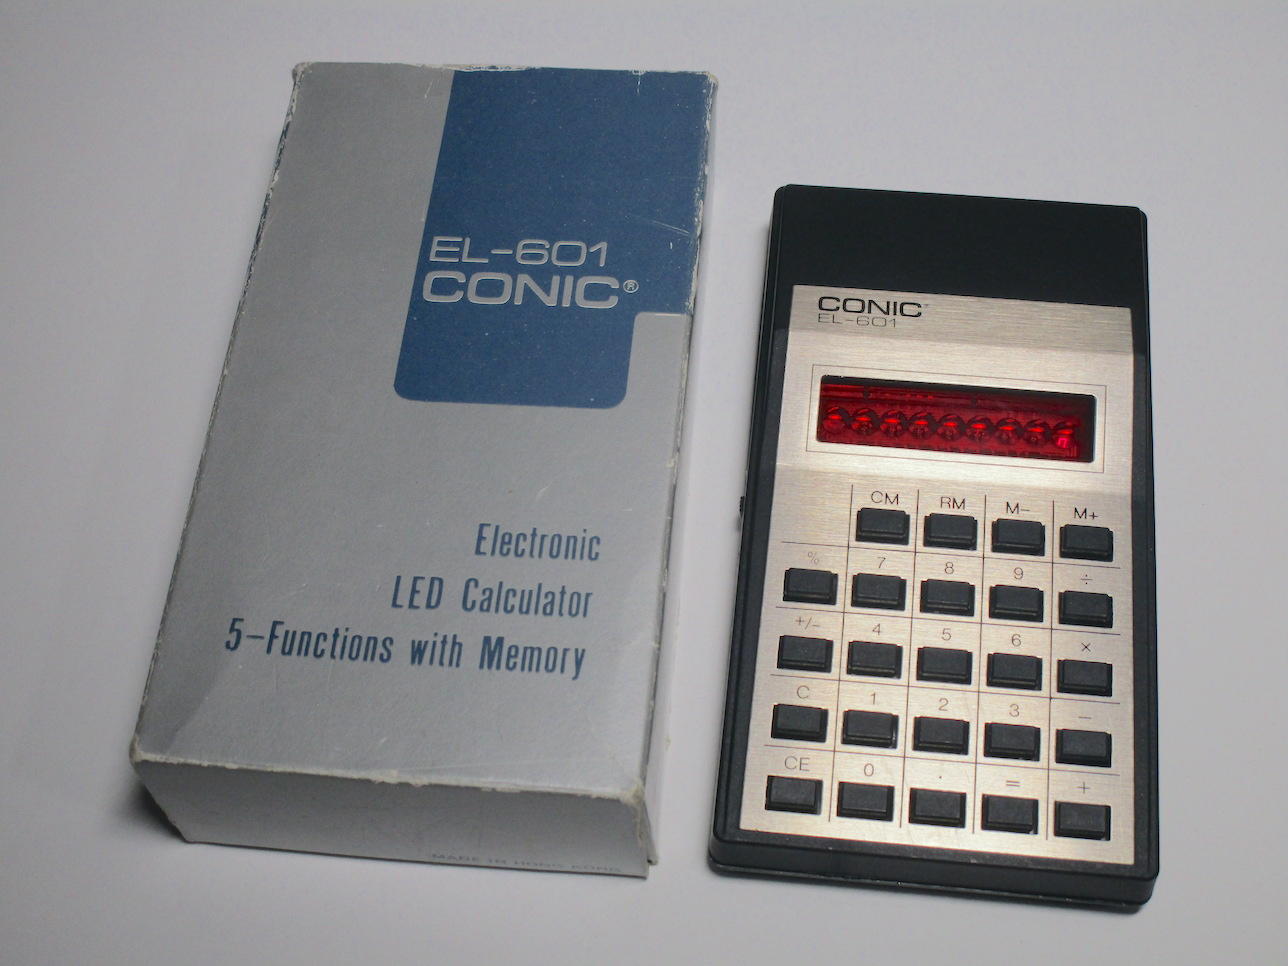 EL-601
CONIC®
Electronic
LED Calculator
5-Functions with Memory
MADE IN HONG KONG
CONIC
EL-601
CM RM M- M+
% 7 8 9 ÷
+/- 4 5 6 ×
C 1 2 3 -
CE 0 . = +